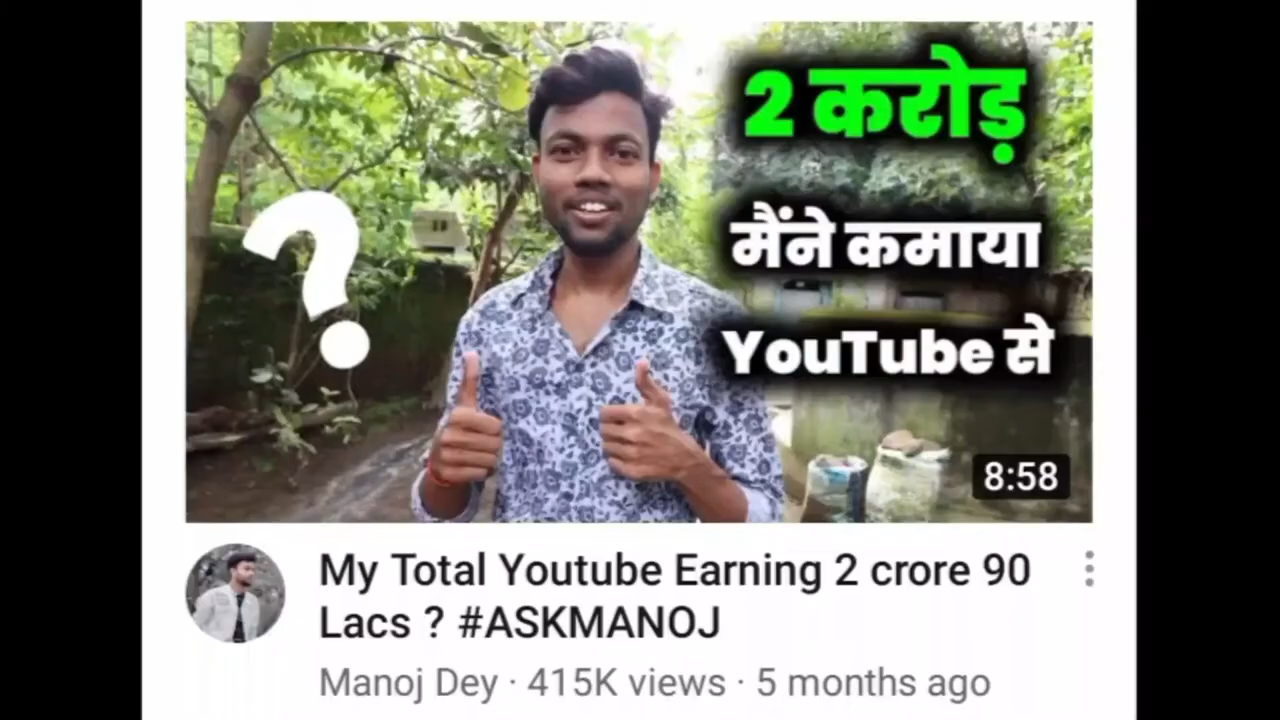 2 करोड़
मैंने कमाया
YouTube से
?
8:58
My Total Youtube Earning 2 crore 90
Lacs ? #ASKMANOJ
Manoj Dey · 415K views · 5 months ago